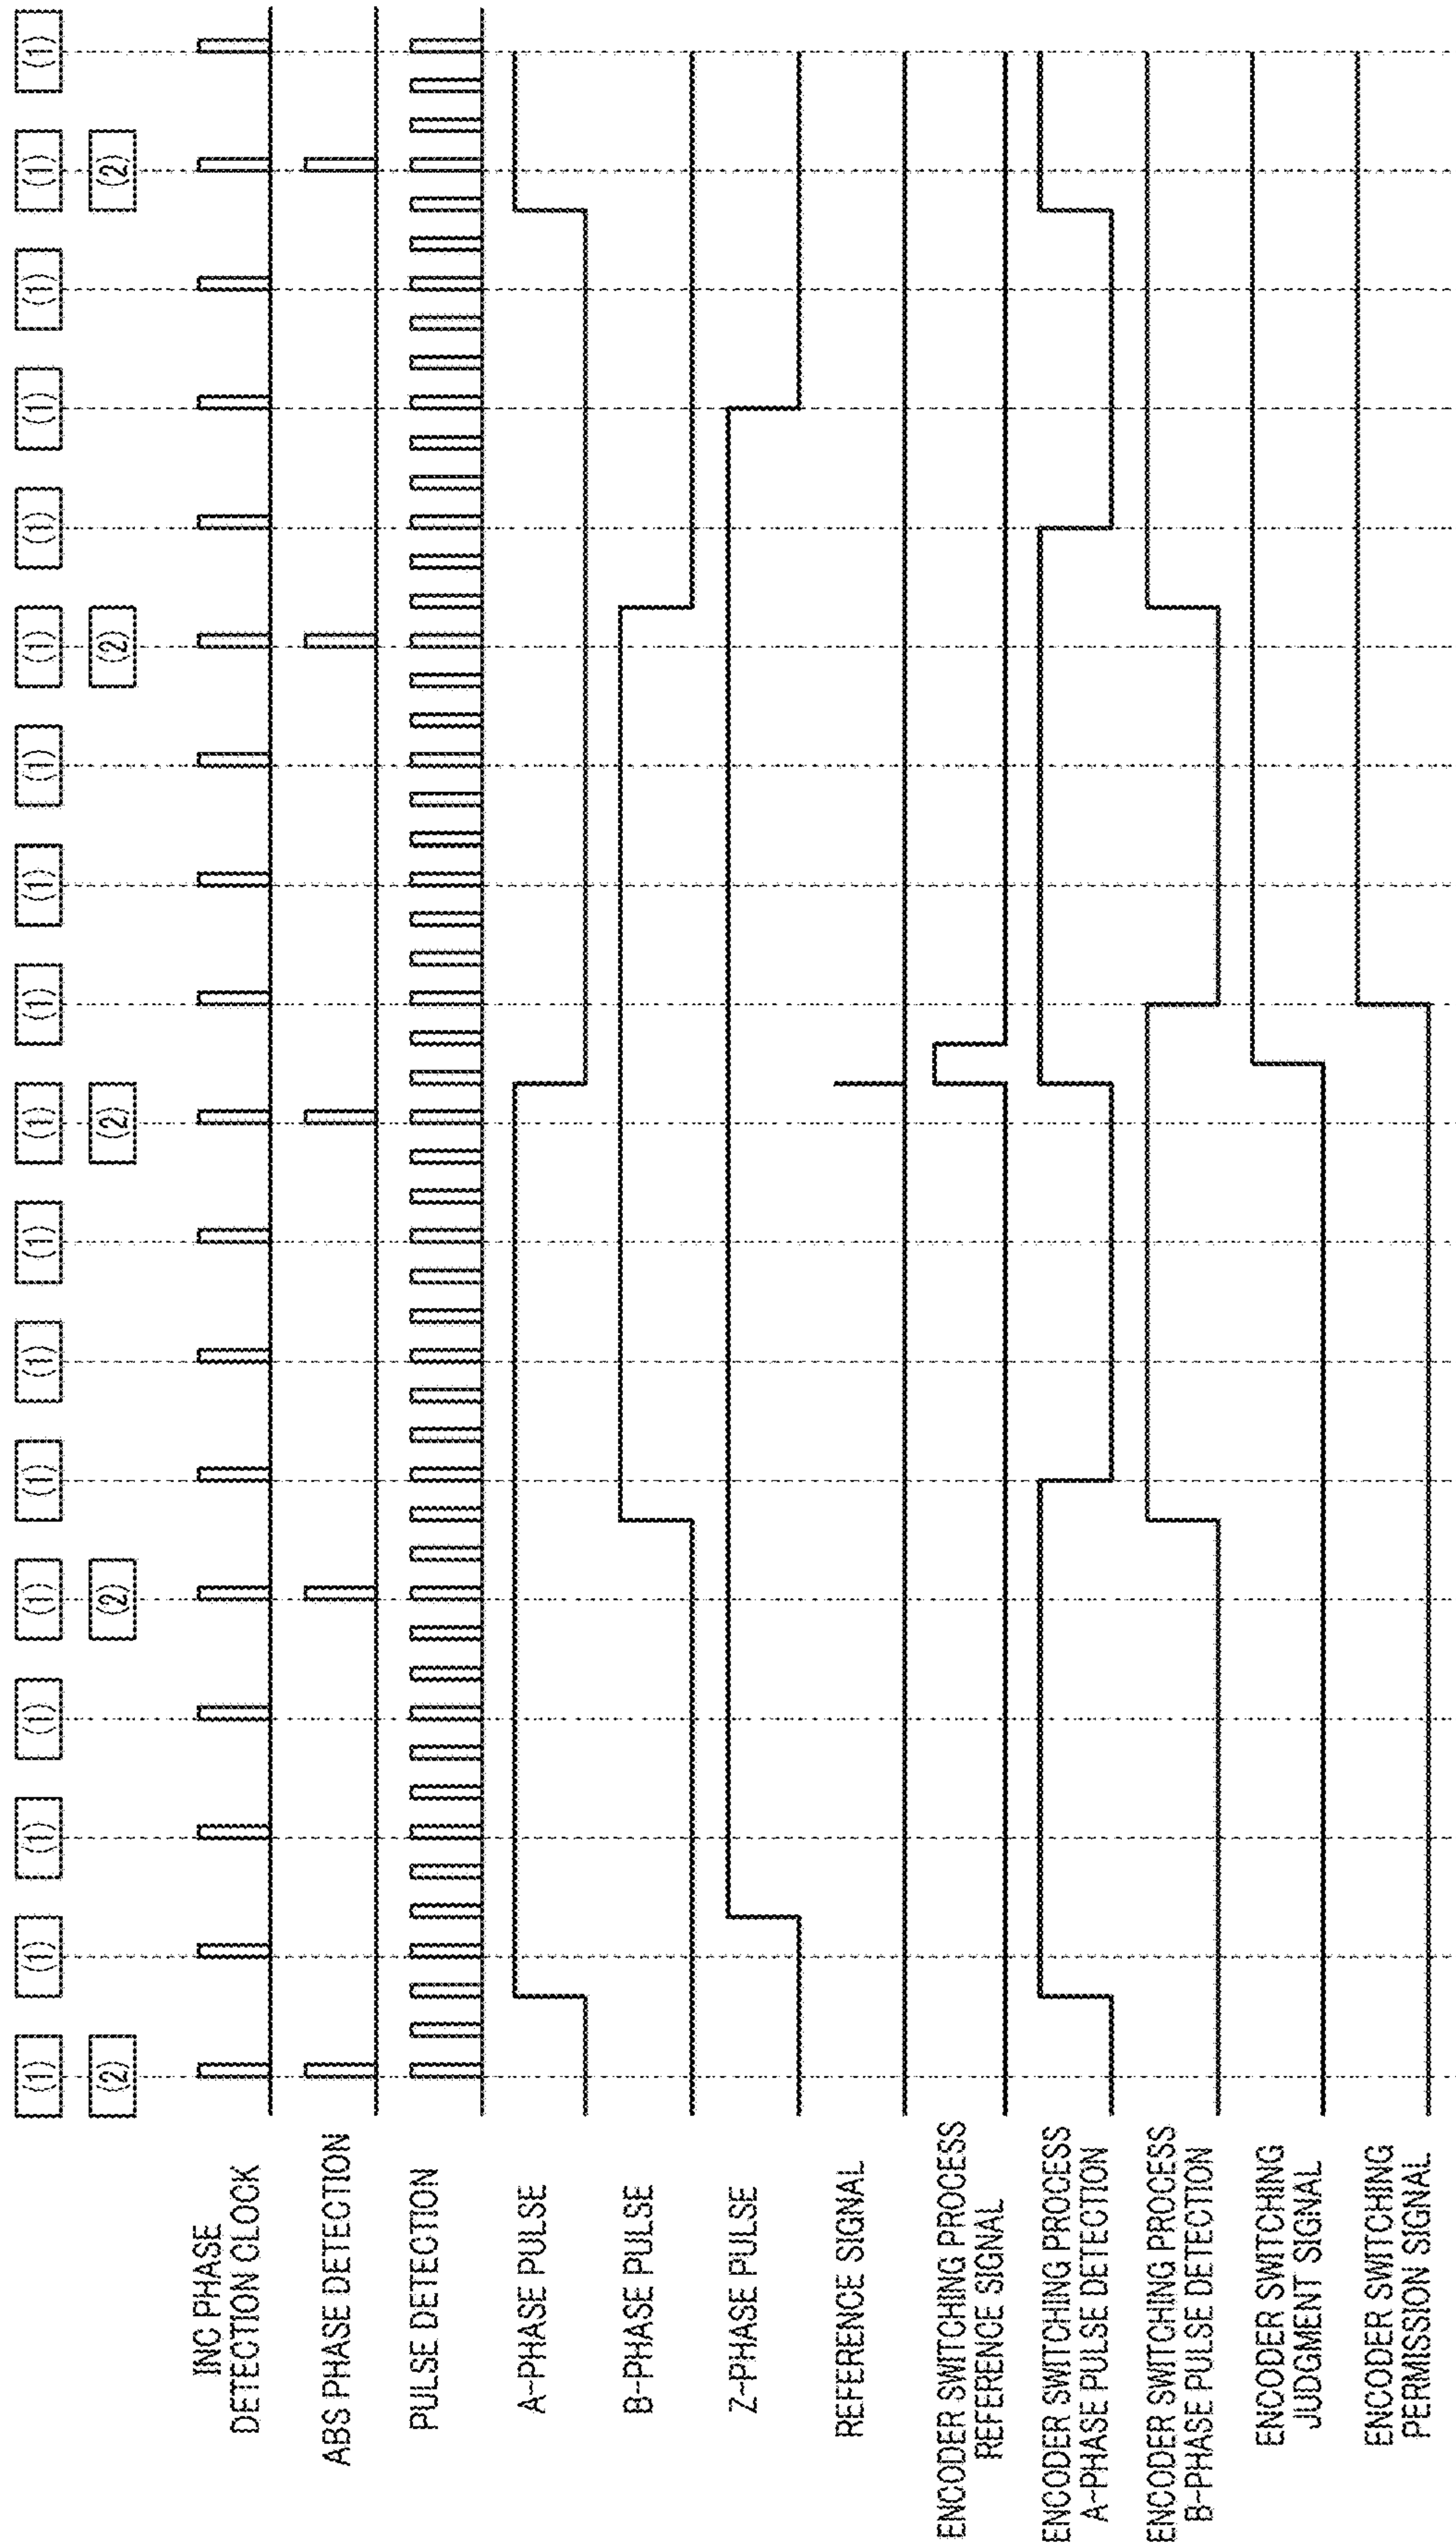 (1) (1) (1) (1) (1) (1) (1) (1) (1) (1) (1) (1) (1) (1) (1) (1) (1) (1)
(2) (2) (2) (2) (2)
INC PHASE
DETECTION CLOCK
ABS PHASE DETECTION
PULSE DETECTION
A-PHASE PULSE
B-PHASE PULSE
Z-PHASE PULSE
REFERENCE SIGNAL
ENCODER SWITCHING PROCESS
REFERENCE SIGNAL
ENCODER SWITCHING PROCESS
A-PHASE PULSE DETECTION
ENCODER SWITCHING PROCESS
B-PHASE PULSE DETECTION
ENCODER SWITCHING
JUDGMENT SIGNAL
ENCODER SWITCHING
PERMISSION SIGNAL